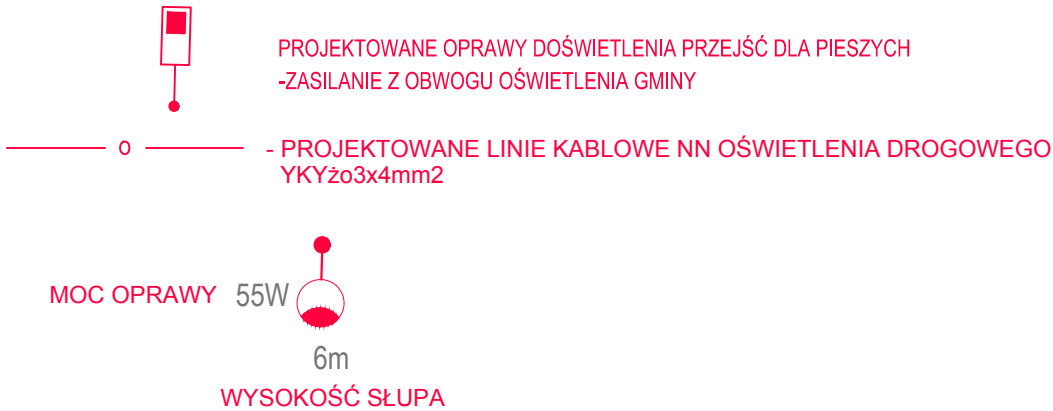 PROJEKTOWANE OPRAWY DOŚWIETLENIA PRZEJŚĆ DLA PIESZYCH
-ZASILANIE Z OBWOGU OŚWIETLENIA GMINY
- PROJEKTOWANE LINIE KABLOWE NN OŚWIETLENIA DROGOWEGO
YKYżo3x4mm2
MOC OPRAWY 55W
6m
WYSOKOŚĆ SŁUPA